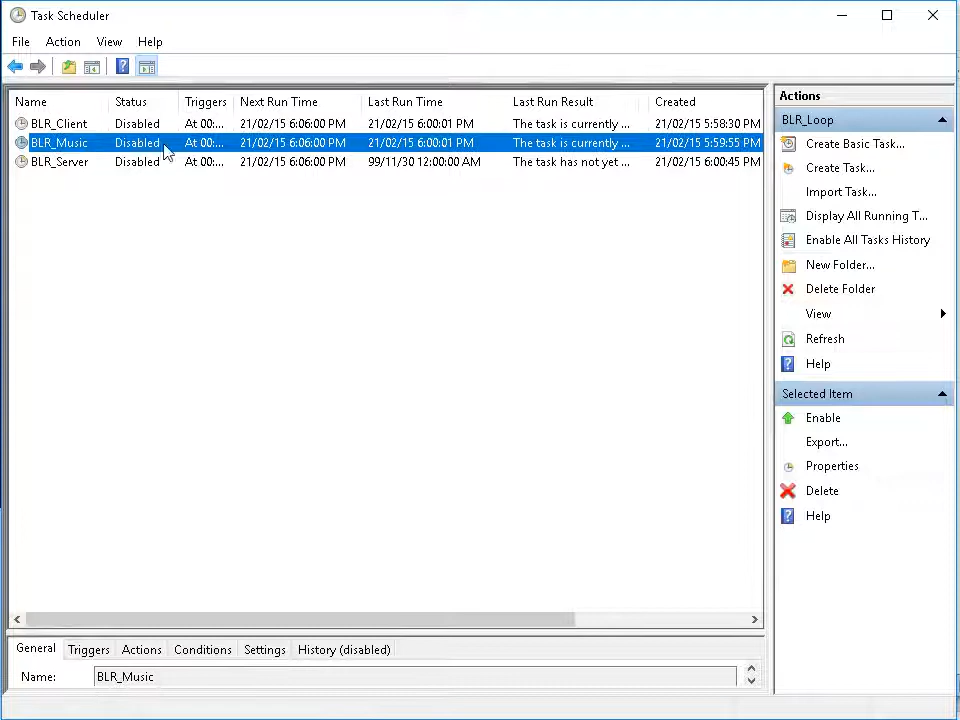 Task Scheduler
File Action View Help
Name Status Triggers Next Run Time Last Run Time Last Run Result Created
BLR_Client Disabled At 00:... 21/02/15 6:06:00 PM 21/02/15 6:00:01 PM The task is currently ... 21/02/15 5:58:30 PM
BLR_Music Disabled At 00:... 21/02/15 6:06:00 PM 21/02/15 6:00:01 PM The task is currently ... 21/02/15 5:59:55 PM
BLR_Server Disabled At 00:... 21/02/15 6:06:00 PM 99/11/30 12:00:00 AM The task has not yet ... 21/02/15 6:00:45 PM
General Triggers Actions Conditions Settings History (disabled)
Name: BLR_Music
Actions
BLR_Loop
Create Basic Task...
Create Task...
Import Task...
Display All Running T...
Enable All Tasks History
New Folder...
Delete Folder
View
Refresh
Help
Selected Item
Enable
Export...
Properties
Delete
Help